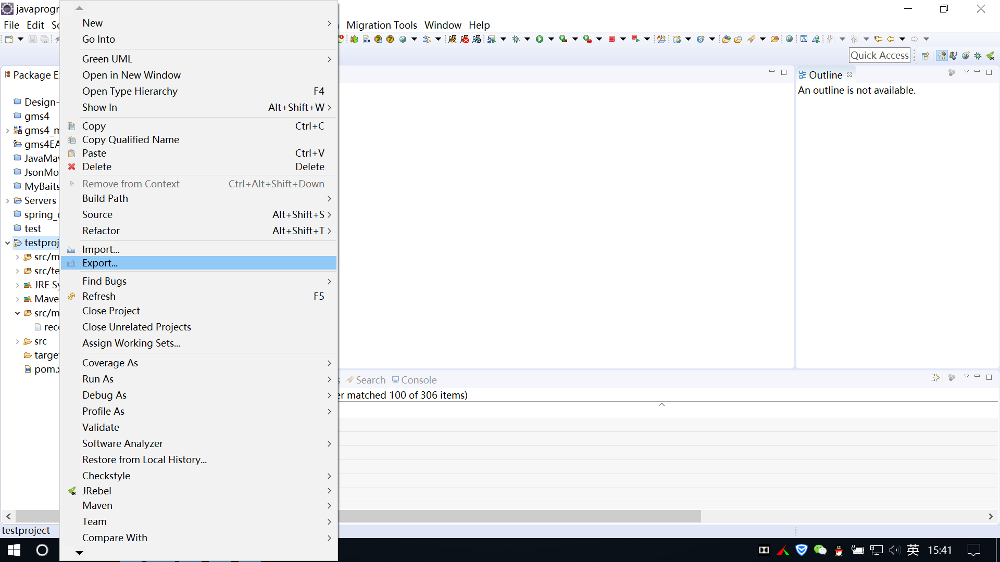 javaprogr
File Edit Sc Migration Tools Window Help
Quick Access
Package E
Design-
gms4
gms4_m
gms4EA
JavaMav
JsonMo
MyBaits
Servers
spring_c
test
testproj
src/m
src/te
JRE Sy
Mave
src/m
reco
src
target
pom.x
New
Go Into
Green UML
Open in New Window
Open Type Hierarchy F4
Show In Alt+Shift+W
Copy Ctrl+C
Copy Qualified Name
Paste Ctrl+V
Delete Delete
Remove from Context Ctrl+Alt+Shift+Down
Build Path
Source Alt+Shift+S
Refactor Alt+Shift+T
Import...
Export...
Find Bugs
Refresh F5
Close Project
Close Unrelated Projects
Assign Working Sets...
Coverage As
Run As
Debug As
Profile As
Validate
Software Analyzer
Restore from Local History...
Checkstyle
JRebel
Maven
Team
Compare With
Outline
An outline is not available.
s Search Console
er matched 100 of 306 items)
testproject
英 15:41